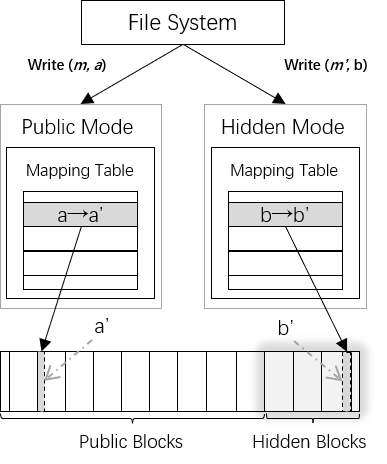 File System
Write (m, a)
Write (m’, b)
Public Mode
Hidden Mode
Mapping Table
Mapping Table
a→a’
b→b’
a’
b’
Public Blocks
Hidden Blocks